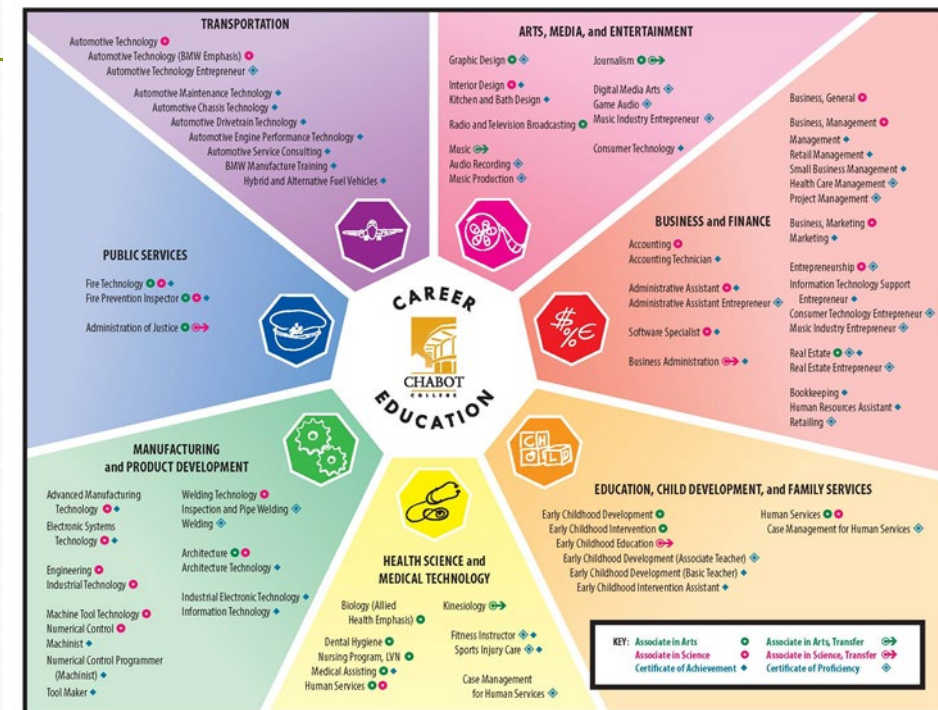 TRANSPORTATION
Automotive Technology
Automotive Technology (BMW Emphasis)
Automotive Technology Entrepreneur
Automotive Maintenance Technology
Automotive Chassis Technology
Automotive Drivetrain Technology
Automotive Engine Performance Technology
Automotive Service Consulting
BMW Manufacture Training
Hybrid and Alternative Fuel Vehicles
ARTS, MEDIA, and ENTERTAINMENT
Graphic Design
Interior Design
Kitchen and Bath Design
Radio and Television Broadcasting
Music
Audio Recording
Music Production
Journalism
Digital Media Arts
Game Audio
Music Industry Entrepreneur
Consumer Technology
BUSINESS and FINANCE
Accounting
Accounting Technician
Administrative Assistant
Administrative Assistant Entrepreneur
Software Specialist
Business Administration
Business, General
Business, Management
Management
Retail Management
Small Business Management
Health Care Management
Project Management
Business, Marketing
Marketing
Entrepreneurship
Information Technology Support
Entrepreneur
Consumer Technology Entrepreneur
Music Industry Entrepreneur
Real Estate
Real Estate Entrepreneur
Bookkeeping
Human Resources Assistant
Retailing
$%€
PUBLIC SERVICES
Fire Technology
Fire Prevention Inspector
Administration of Justice
CAREER
CHABOT
COLLEGE
EDUCATION
MANUFACTURING
and PRODUCT DEVELOPMENT
Advanced Manufacturing
Technology
Electronic Systems
Technology
Engineering
Industrial Technology
Machine Tool Technology
Numerical Control
Machinist
Numerical Control Programmer
(Machinist)
Tool Maker
Welding Technology
Inspection and Pipe Welding
Welding
Architecture
Architecture Technology
Industrial Electronic Technology
Information Technology
HEALTH SCIENCE and
MEDICAL TECHNOLOGY
Biology (Allied
Health Emphasis)
Dental Hygiene
Nursing Program, LVN
Medical Assisting
Human Services
Kinesiology
Fitness Instructor
Sports Injury Care
Case Management
for Human Services
CHILD
EDUCATION, CHILD DEVELOPMENT, and FAMILY SERVICES
Early Childhood Development
Early Childhood Intervention
Early Childhood Education
Early Childhood Development (Associate Teacher)
Early Childhood Development (Basic Teacher)
Early Childhood Intervention Assistant
Human Services
Case Management for Human Services
KEY: Associate in Arts
Associate in Science
Certificate of Achievement
Associate in Arts, Transfer
Associate in Science, Transfer
Certificate of Proficiency